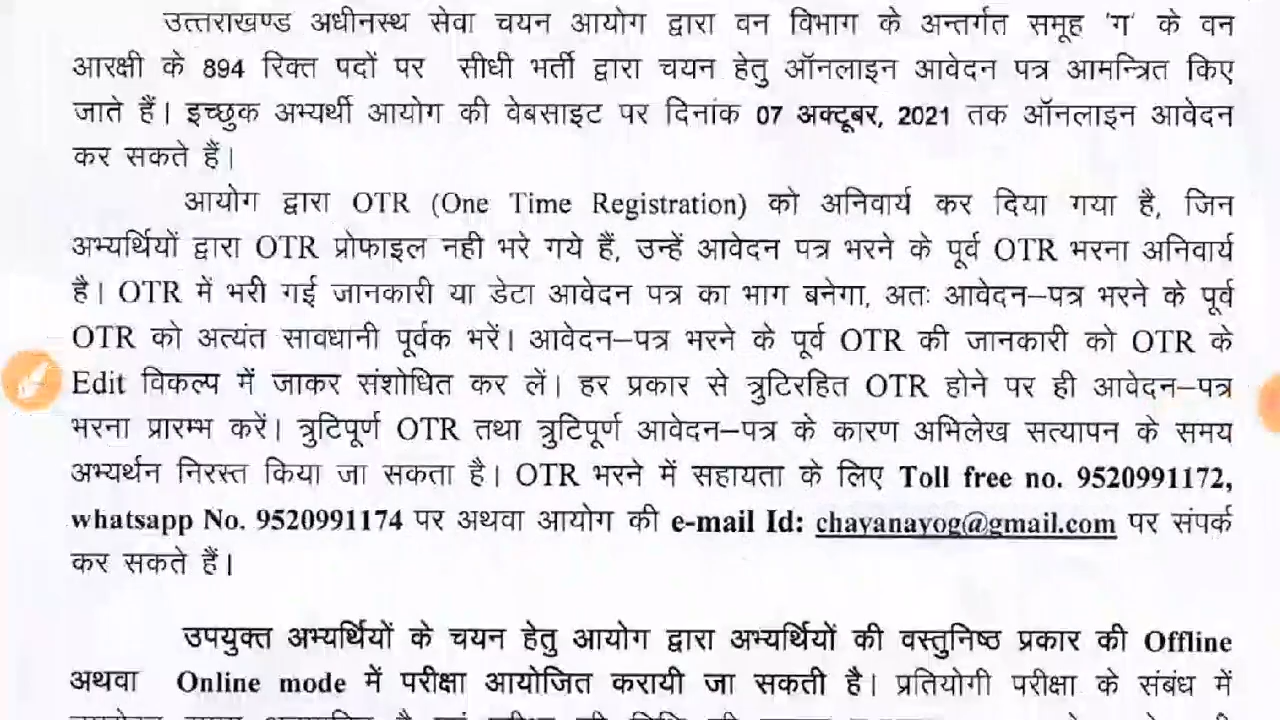 उत्तराखण्ड अधीनस्थ सेवा चयन आयोग द्वारा वन विभाग के अन्तर्गत समूह 'ग' के वन
आरक्षी के 894 रिक्त पदों पर सीधी भर्ती द्वारा चयन हेतु ऑनलाइन आवेदन पत्र आमन्त्रित किए
जाते हैं। इच्छुक अभ्यर्थी आयोग की वेबसाइट पर दिनांक 07 अक्टूबर, 2021 तक ऑनलाइन आवेदन
कर सकते हैं।
आयोग द्वारा OTR (One Time Registration) को अनिवार्य कर दिया गया है, जिन
अभ्यर्थियों द्वारा OTR प्रोफाइल नही भरे गये हैं, उन्हें आवेदन पत्र भरने के पूर्व OTR भरना अनिवार्य
है। OTR में भरी गई जानकारी या डेटा आवेदन पत्र का भाग बनेगा, अतः आवेदन–पत्र भरने के पूर्व
OTR को अत्यंत सावधानी पूर्वक भरें। आवेदन–पत्र भरने के पूर्व OTR की जानकारी को OTR के
Edit विकल्प में जाकर संशोधित कर लें। हर प्रकार से त्रुटिरहित OTR होने पर ही आवेदन–पत्र
भरना प्रारम्भ करें। त्रुटिपूर्ण OTR तथा त्रुटिपूर्ण आवेदन–पत्र के कारण अभिलेख सत्यापन के समय
अभ्यर्थन निरस्त किया जा सकता है। OTR भरने में सहायता के लिए Toll free no. 9520991172,
whatsapp No. 9520991174 पर अथवा आयोग की e-mail Id: chayanayog@gmail.com पर संपर्क
कर सकते हैं।
उपयुक्त अभ्यर्थियों के चयन हेतु आयोग द्वारा अभ्यर्थियों की वस्तुनिष्ठ प्रकार की Offline
अथवा Online mode में परीक्षा आयोजित करायी जा सकती है। प्रतियोगी परीक्षा के संबंध में